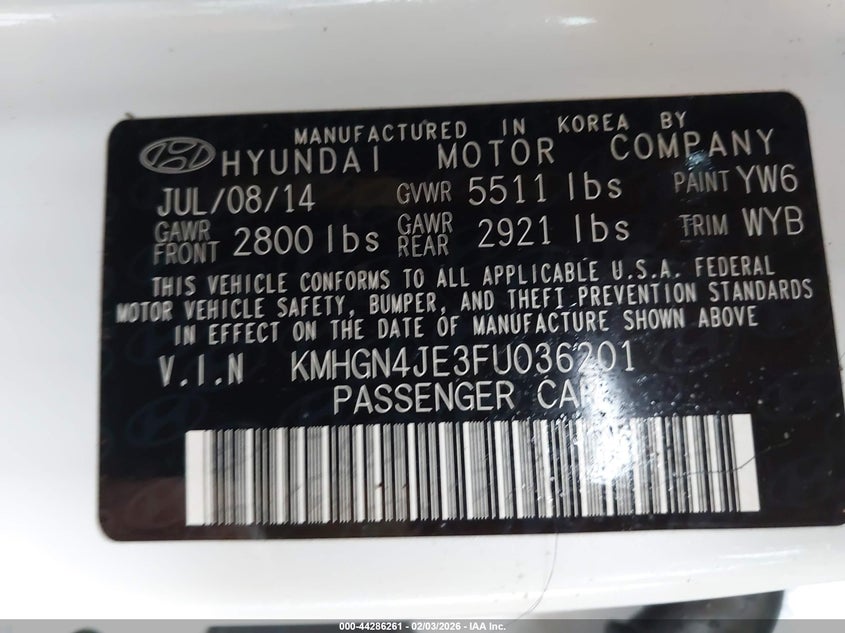 MANUFACTURED IN KOREA BY
HYUNDAI MOTOR COMPANY
JUL/08/14 GVWR 5511 lbs PAINT YW6
GAWR FRONT 2800 lbs GAWR REAR 2921 lbs TRIM WYB
THIS VEHICLE CONFORMS TO ALL APPLICABLE U.S.A. FEDERAL
MOTOR VEHICLE SAFETY, BUMPER, AND THEFT PREVENTION STANDARDS
IN EFFECT ON THE DATE OF MANUFACTURE SHOWN ABOVE
V.I.N KMHGN4JE3FU036201
PASSENGER CAR
000-44286261 - 02/03/2026 - IAA Inc.